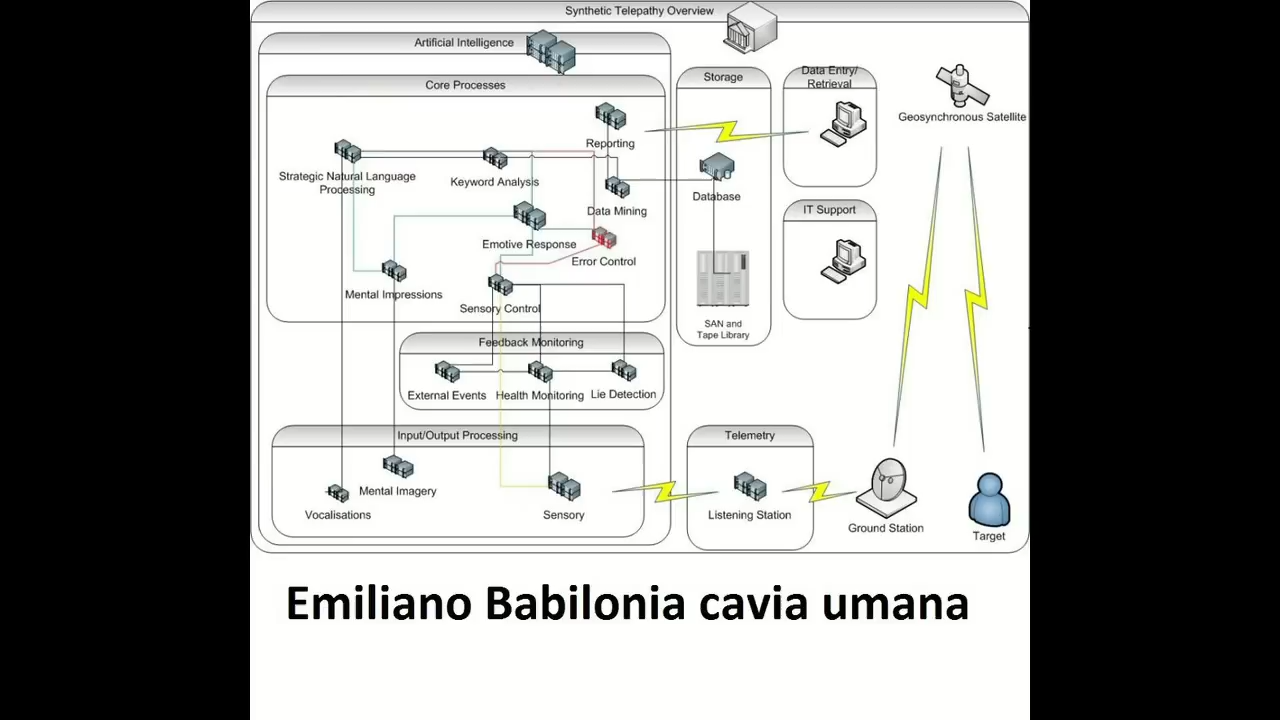 Synthetic Telepathy Overview
Artificial Intelligence
Core Processes
Reporting
Strategic Natural Language
Processing
Keyword Analysis
Data Mining
Emotive Response
Error Control
Mental Impressions
Sensory Control
Feedback Monitoring
External Events
Health Monitoring
Lie Detection
Input/Output Processing
Mental Imagery
Vocalisations
Sensory
Storage
Database
SAN and
Tape Library
Data Entry/
Retrieval
IT Support
Geosynchronous Satellite
Telemetry
Listening Station
Ground Station
Target
Emiliano Babilonia cavia umana